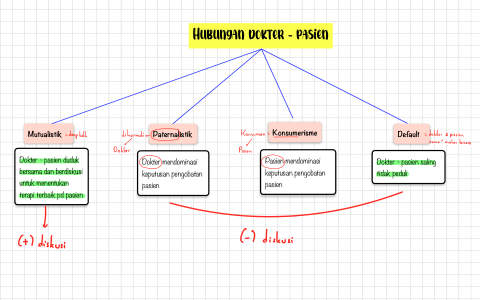 HUBUNGAN DOKTER - PASIEN
Mutualistik
Paternalistik
Konsumen = Konsumerisme
Default = dokter & pasien
Dokter
Pasien
Dokter - pasien duduk
bersama dan berdiskusi
untuk menentukan
terapi terbaik pd pasien
Dokter mendominasi
keputusan pengobatan
pasien
Pasien mendominasi
keputusan pengobatan
pasien
Dokter - pasien saling
tidak peduli
(+) diskusi
(-) diskusi